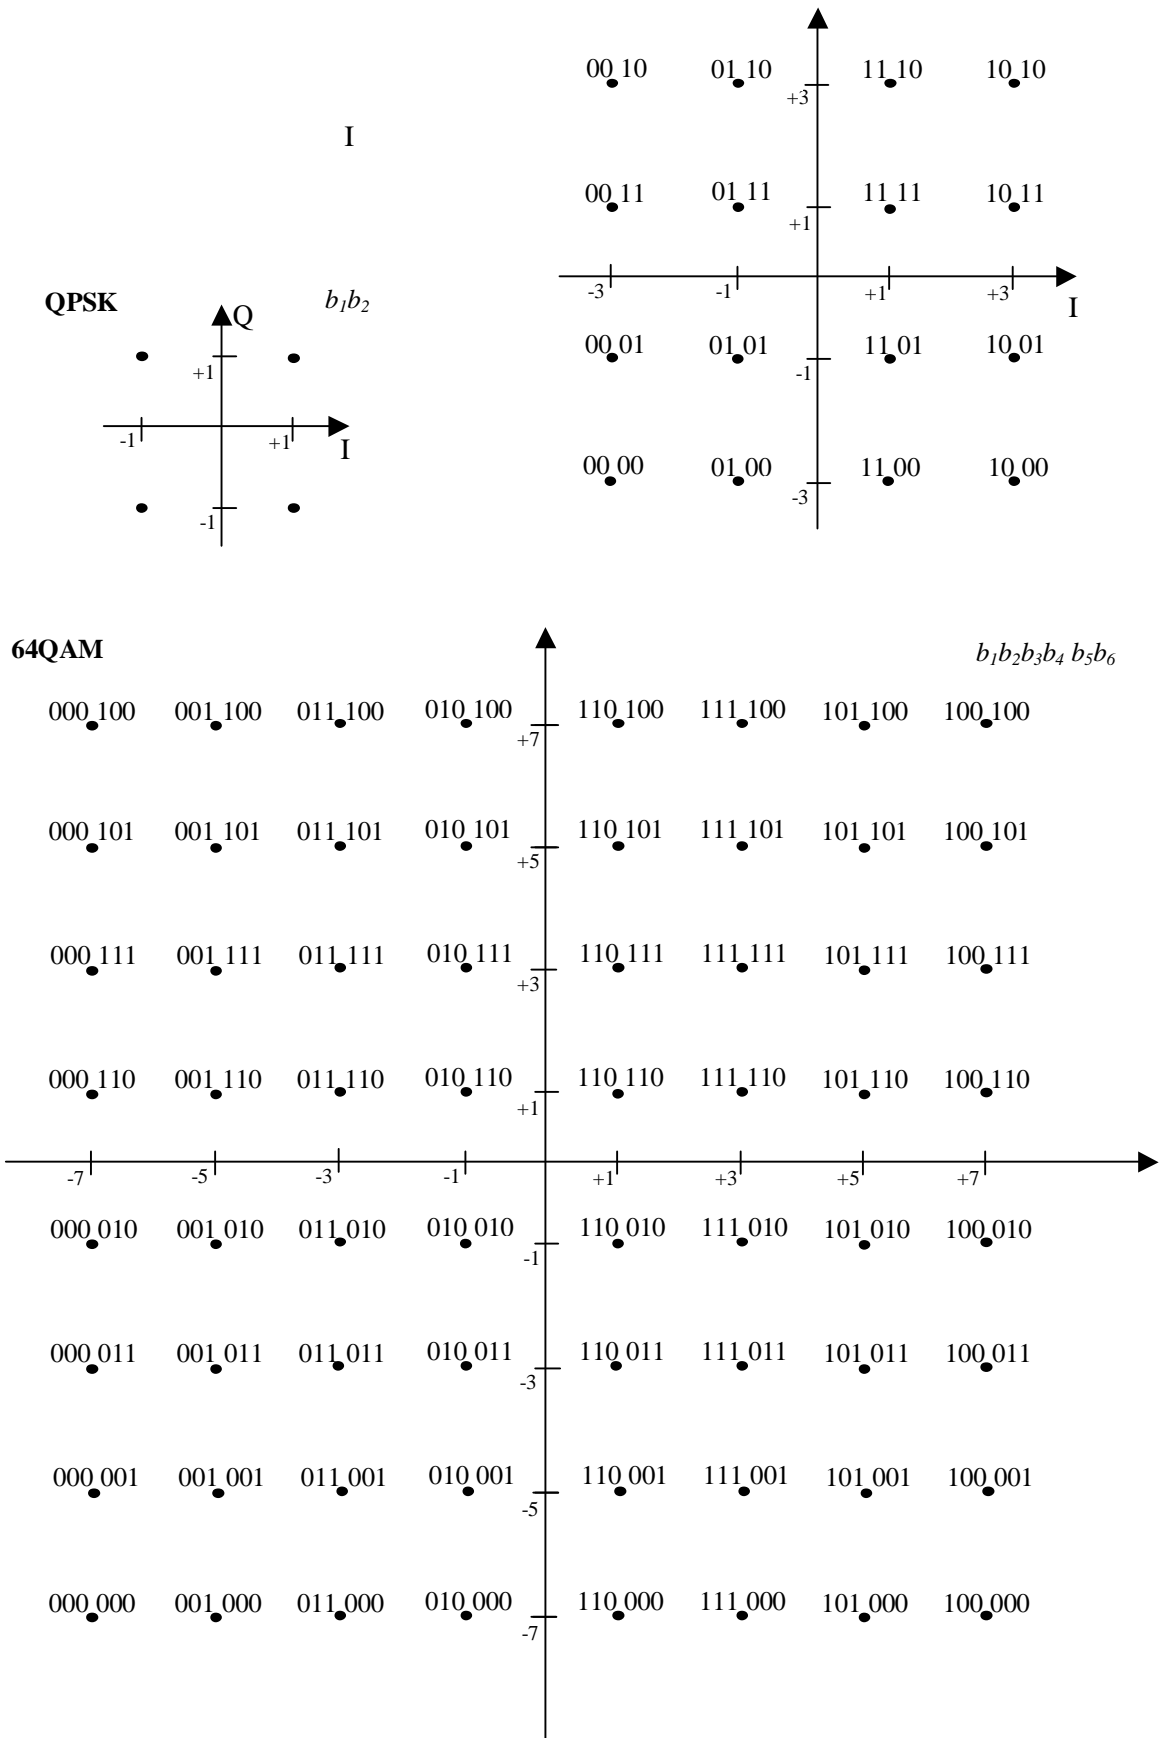 00 10 01 10 11 10 10 10
+3
I
00 11 01 11 11 11 10 11
+1
-3 -1 +1 +3
I
QPSK b1b2
Q
+1
-1 +1
I
-1
00 01 01 01 11 01 10 01
-1
00 00 01 00 11 00 10 00
-3
64QAM b1b2b3b4 b5b6
000 100 001 100 011 100 010 100 110 100 111 100 101 100 100 100
+7
000 101 001 101 011 101 010 101 110 101 111 101 101 101 100 101
+5
000 111 001 111 011 111 010 111 110 111 111 111 101 111 100 111
+3
000 110 001 110 011 110 010 110 110 110 111 110 101 110 100 110
+1
-7 -5 -3 -1 +1 +3 +5 +7
000 010 001 010 011 010 010 010 110 010 111 010 101 010 100 010
-1
000 011 001 011 011 011 010 011 110 011 111 011 101 011 100 011
-3
000 001 001 001 011 001 010 001 110 001 111 001 101 001 100 001
-5
000 000 001 000 011 000 010 000 110 000 111 000 101 000 100 000
-7